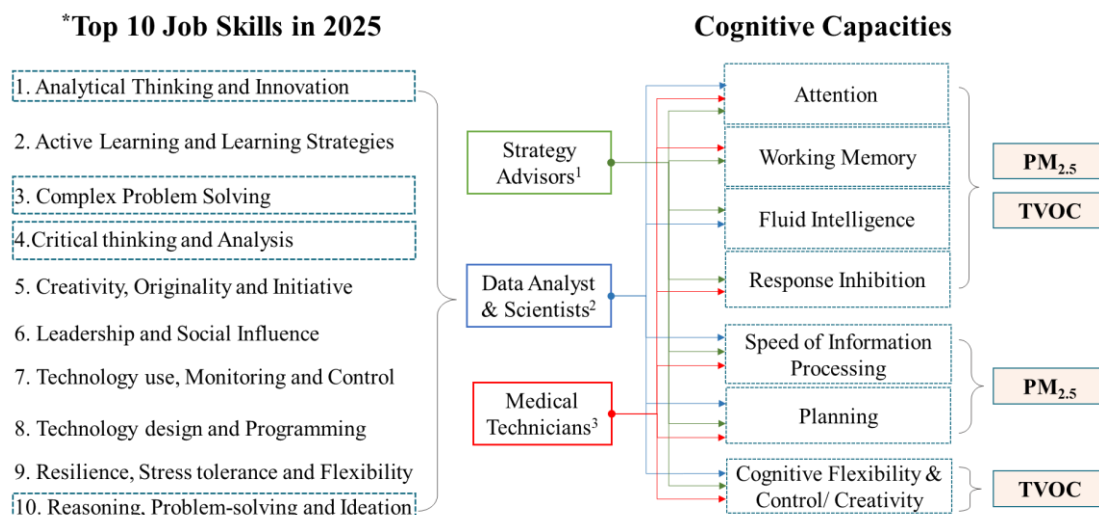 *Top 10 Job Skills in 2025
1. Analytical Thinking and Innovation
2. Active Learning and Learning Strategies
3. Complex Problem Solving
4.Critical thinking and Analysis
5. Creativity, Originality and Initiative
6. Leadership and Social Influence
7. Technology use, Monitoring and Control
8. Technology design and Programming
9. Resilience, Stress tolerance and Flexibility
10. Reasoning, Problem-solving and Ideation
Strategy
Advisors1
Data Analyst
& Scientists2
Medical
Technicians3
Cognitive Capacities
Attention
Working Memory
Fluid Intelligence
Response Inhibition
Speed of Information
Processing
Planning
Cognitive Flexibility &
Control/ Creativity
PM2.5
TVOC
PM2.5
TVOC